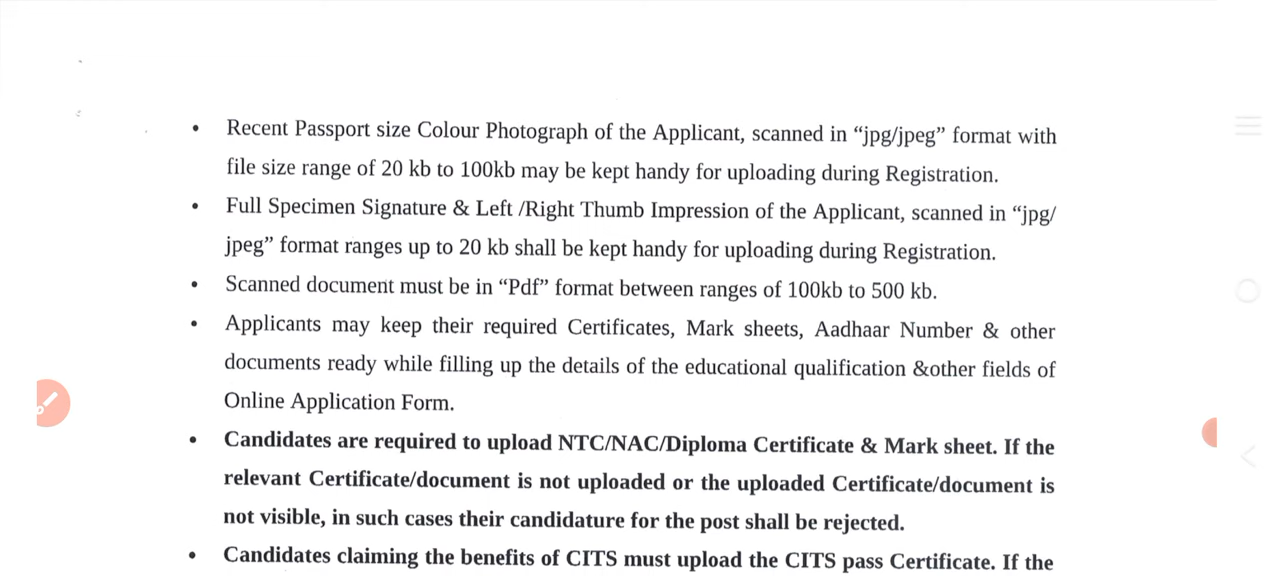 • Recent Passport size Colour Photograph of the Applicant, scanned in “jpg/jpeg” format with
file size range of 20 kb to 100kb may be kept handy for uploading during Registration.
• Full Specimen Signature & Left /Right Thumb Impression of the Applicant, scanned in “jpg/
jpeg” format ranges up to 20 kb shall be kept handy for uploading during Registration.
• Scanned document must be in “Pdf” format between ranges of 100kb to 500 kb.
• Applicants may keep their required Certificates, Mark sheets, Aadhaar Number & other
documents ready while filling up the details of the educational qualification &other fields of
Online Application Form.
• Candidates are required to upload NTC/NAC/Diploma Certificate & Mark sheet. If the
relevant Certificate/document is not uploaded or the uploaded Certificate/document is
not visible, in such cases their candidature for the post shall be rejected.
• Candidates claiming the benefits of CITS must upload the CITS pass Certificate. If the